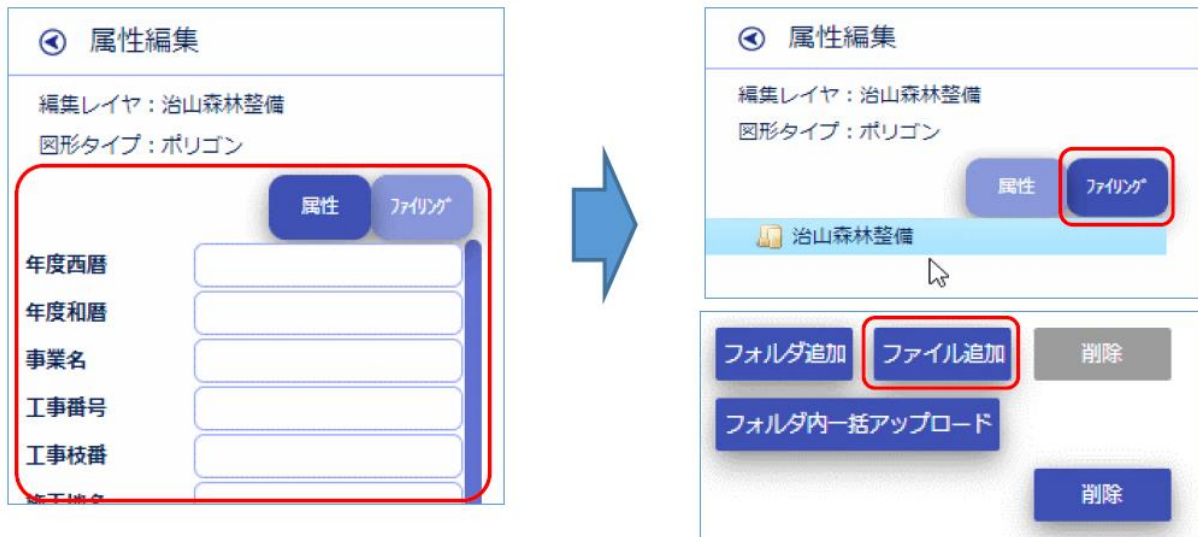 属性編集
編集レイヤ：治山森林整備
図形タイプ：ポリゴン
属性 ﾌｧｲﾘﾝｸﾞ
年度西暦
年度和暦
事業名
工事番号
工事枝番
属性編集
編集レイヤ：治山森林整備
図形タイプ：ポリゴン
属性 ﾌｧｲﾘﾝｸﾞ
治山森林整備
フォルダ追加 ファイル追加 削除
フォルダ内一括アップロード
削除